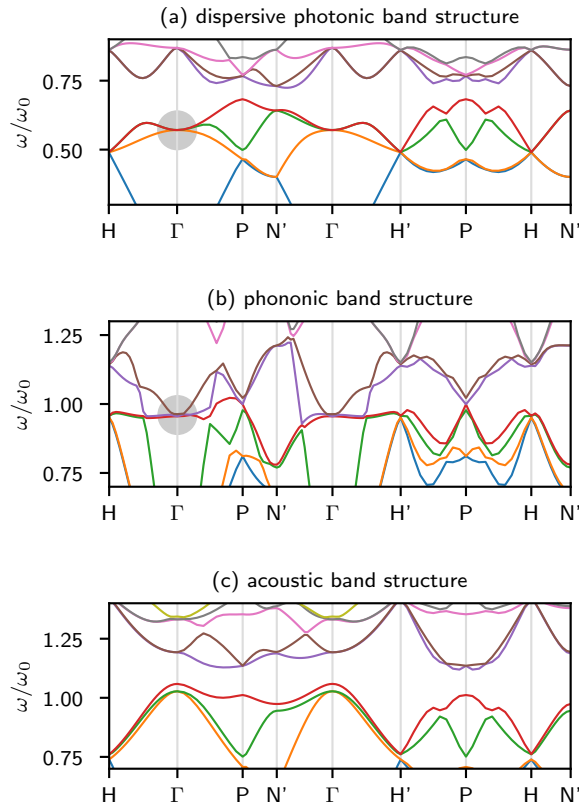 (a) dispersive photonic band structure
ω/ω₀
0.75
0.50
H Γ P N' Γ H' P H N'
(b) phononic band structure
ω/ω₀
1.25
1.00
0.75
H Γ P N' Γ H' P H N'
(c) acoustic band structure
ω/ω₀
1.25
1.00
0.75
H Γ P N' Γ H' P H N'